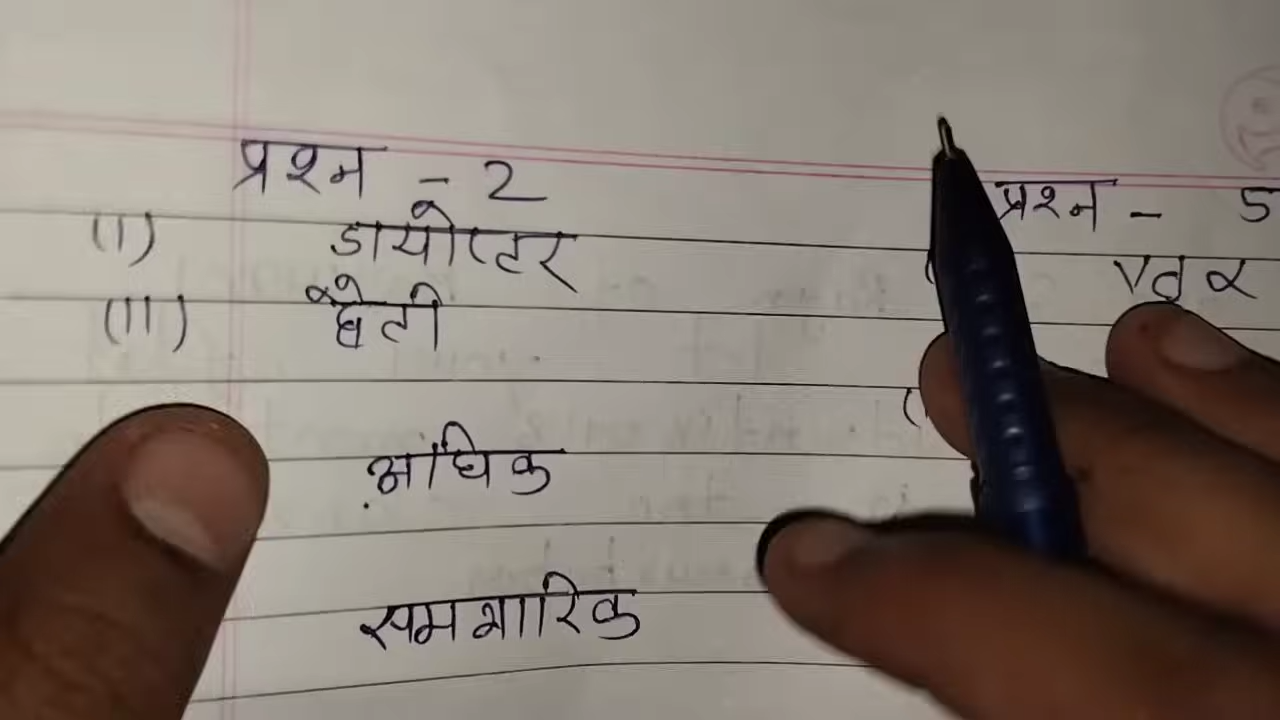 प्रश्न - 2
(I) डायोप्टर
(II)
अधिक
समभारिक
प्रश्न - 5